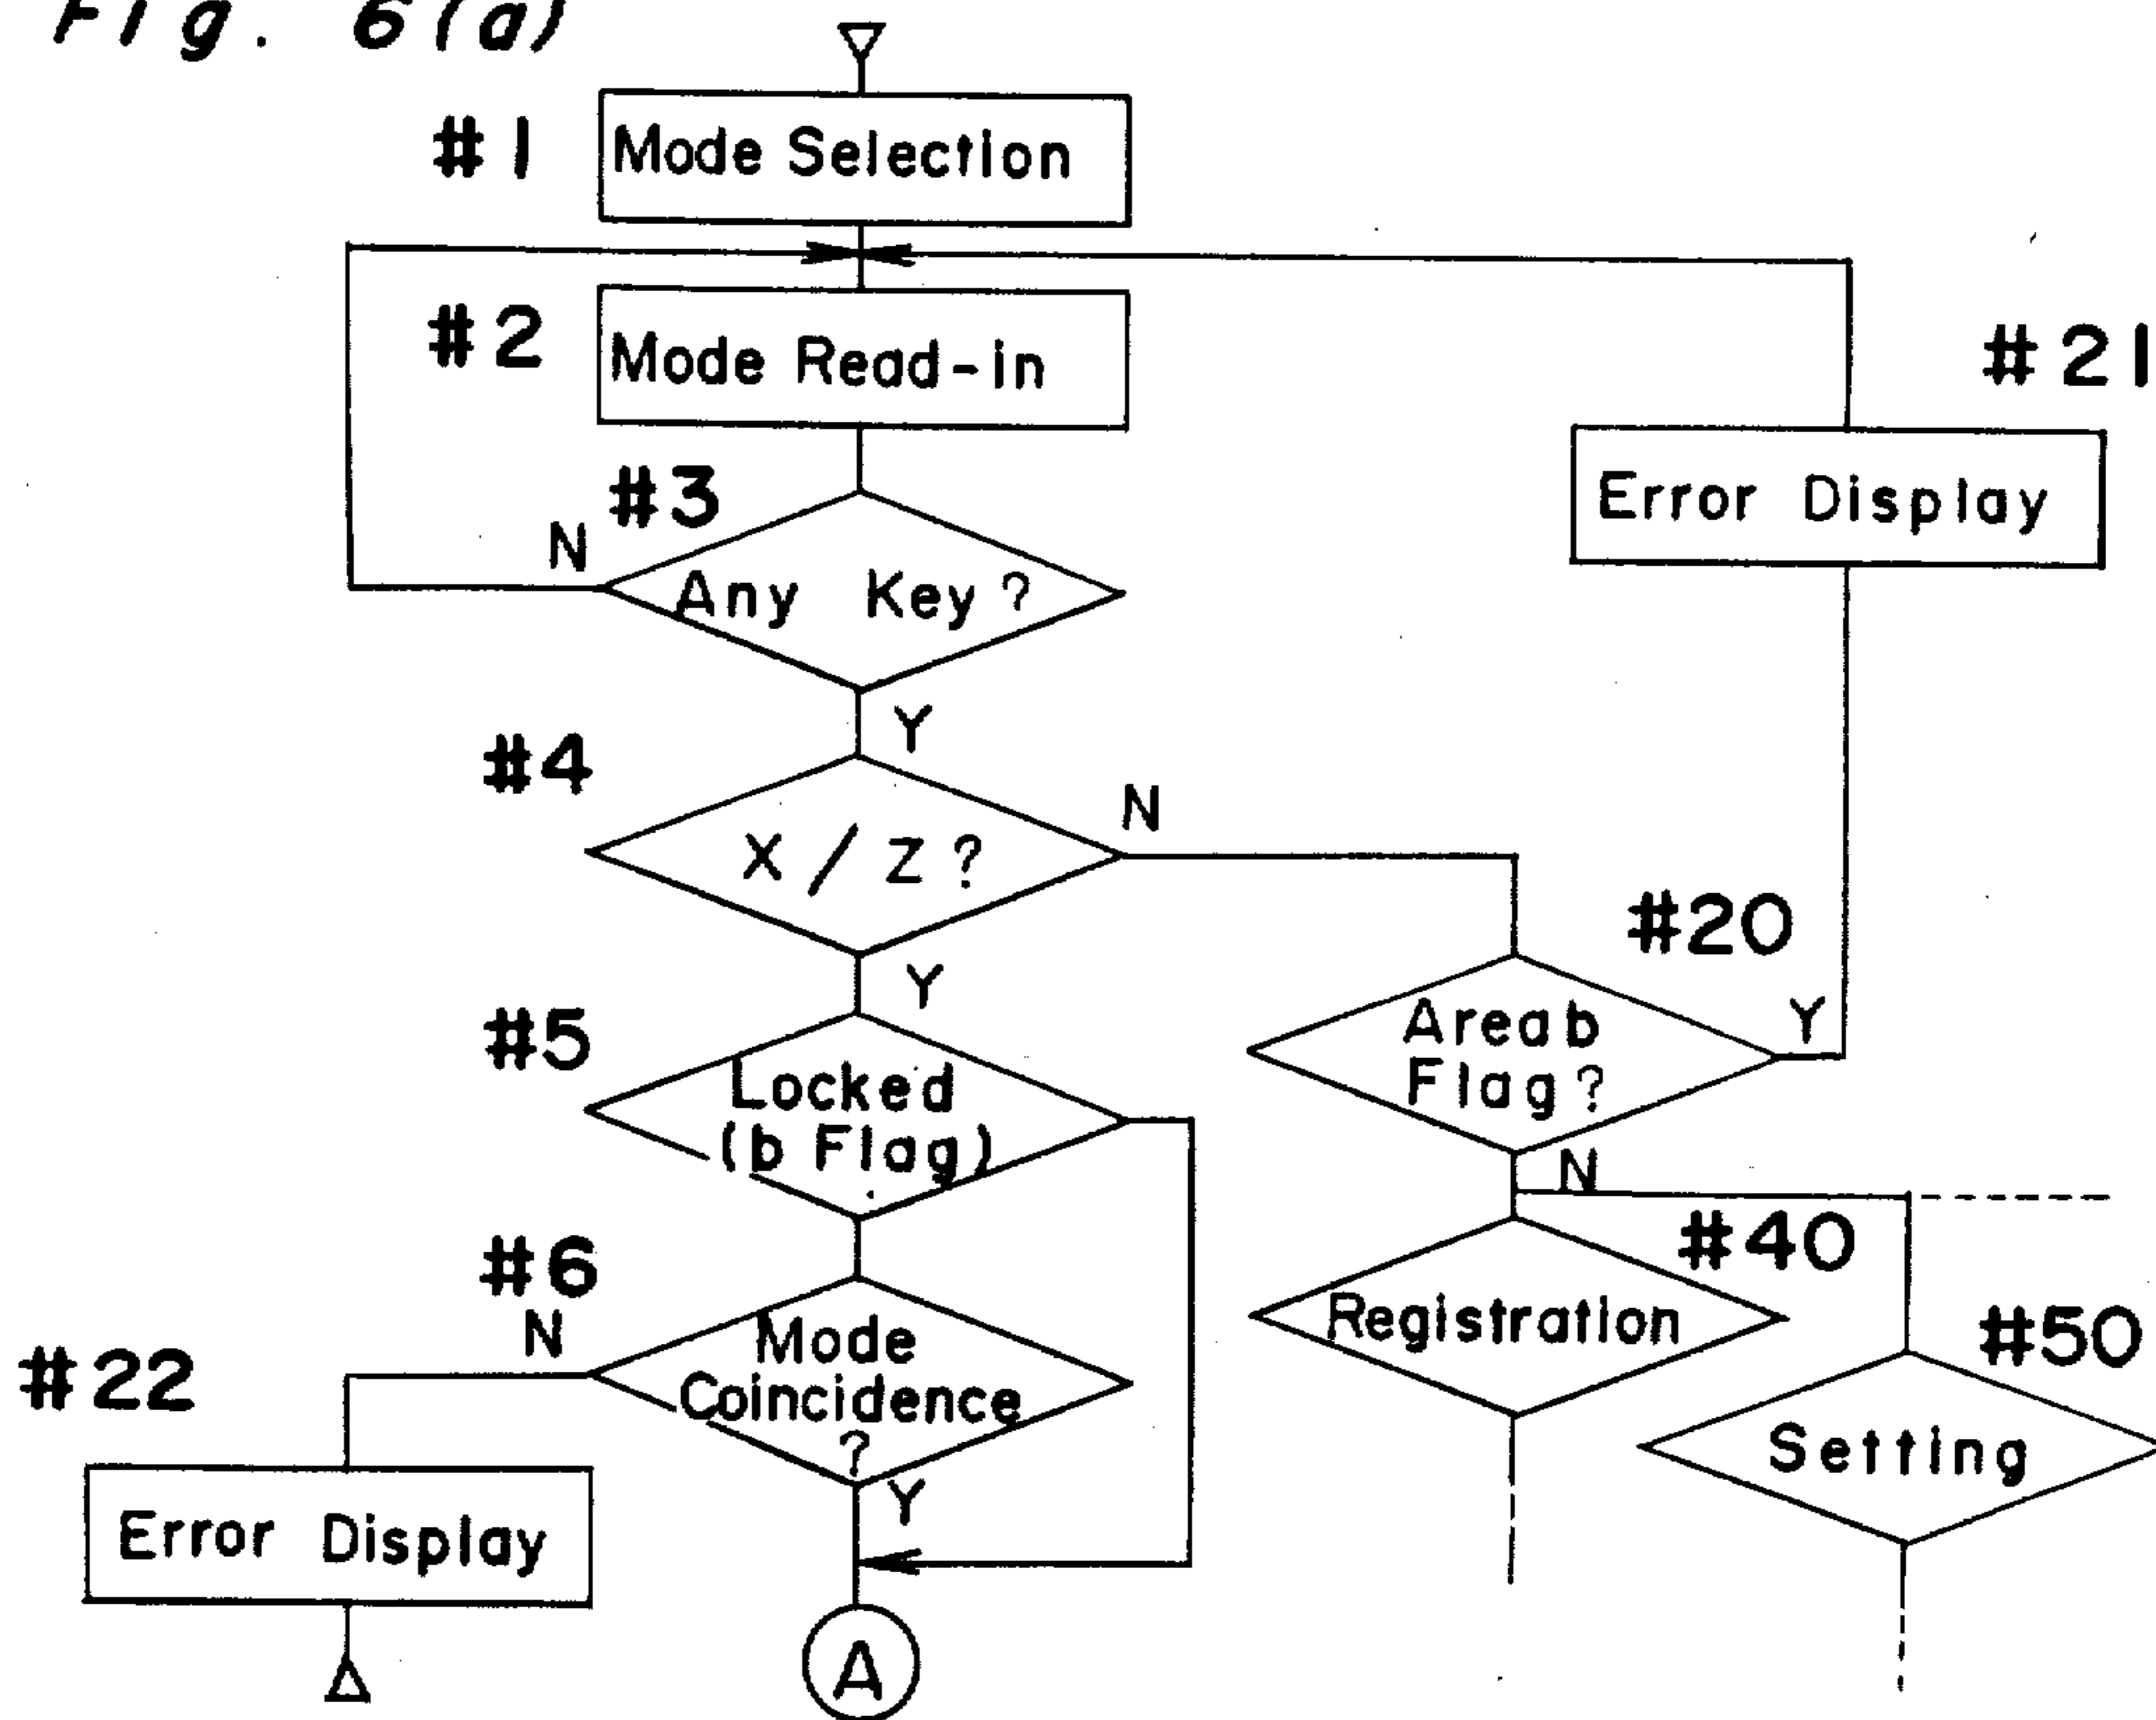 Fig. 6(a)
#1
Mode Selection
#2
Mode Read-in
#21
Error Display
#3
N
Any Key?
Y
#4
N
X / Z ?
#20
Y
#5
Area b
Flag?
Y
Locked
(b Flag)
N
#40
#6
N
Mode
Coincidence
?
Registration
#50
#22
Y
Setting
Error Display
A